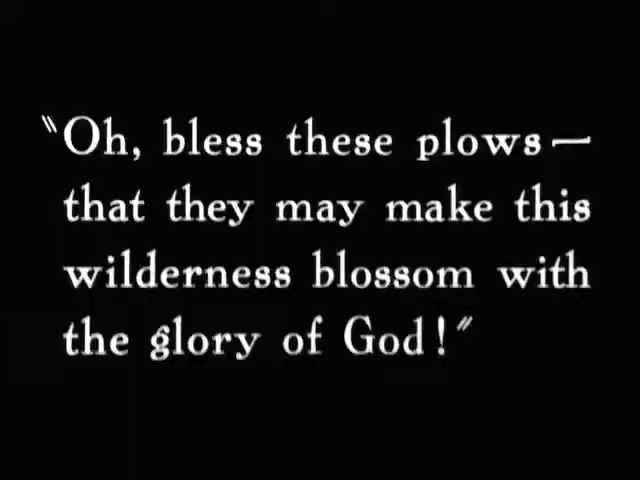 "Oh, bless these plows—
that they may make this
wilderness blossom with
the glory of God!"